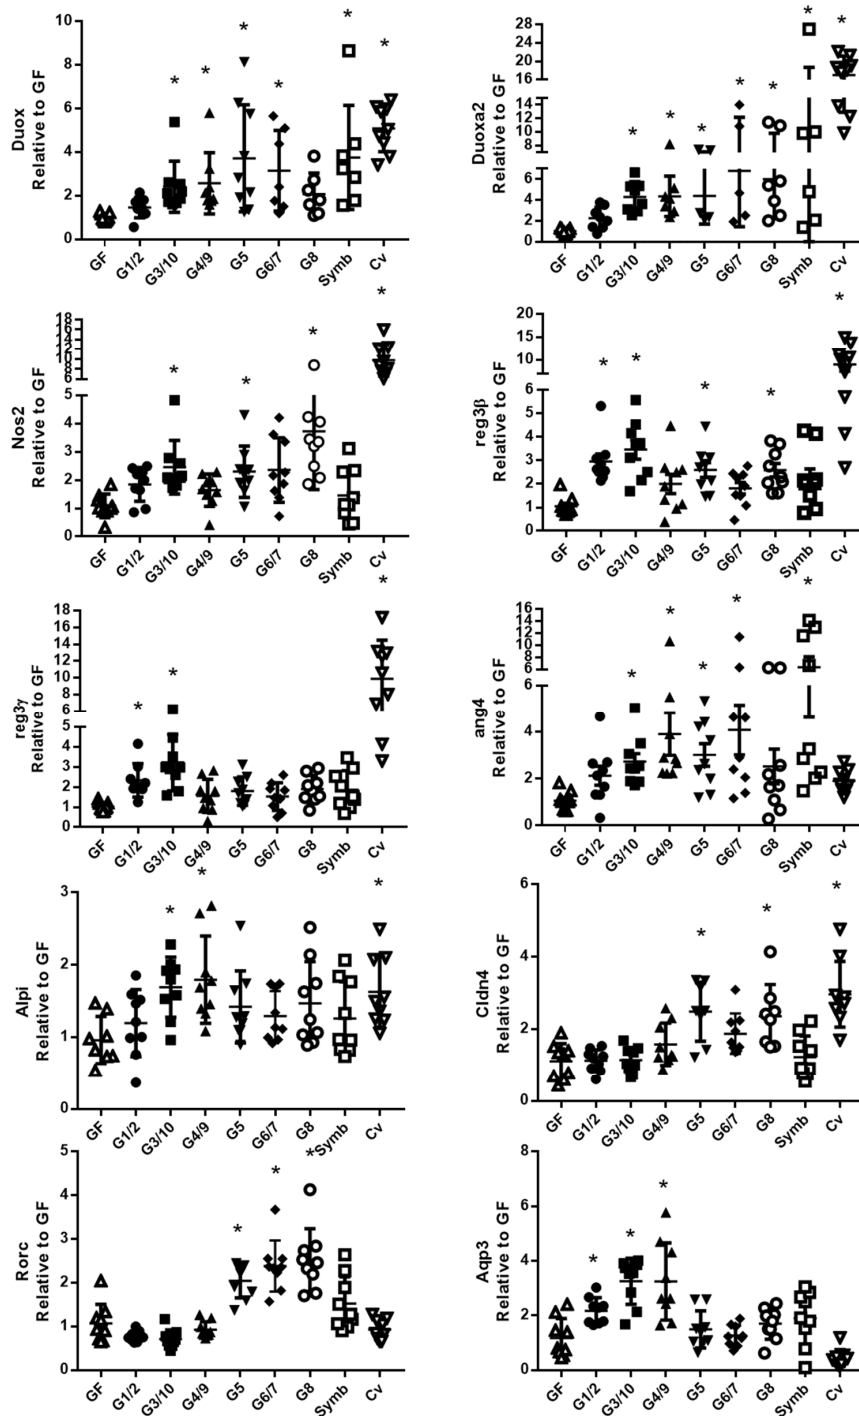 Duox
Relative to GF
10
8
6
4
2
0
* * * * * *
GF G1/2 G3/10 G4/9 G5 G6/7 G8 Symb Cv
Duoxa2
Relative to GF
28
24
20
16
12
14
12
10
8
6
4
2
0
* * * * * * *
GF G1/2 G3/10 G4/9 G5 G6/7 G8 Symb Cv
Nos2
Relative to GF
18
16
14
12
10
8
6
5
4
3
2
1
0
* * * *
GF G1/2 G3/10 G4/9 G5 G6/7 G8 Symb Cv
reg3β
Relative to GF
20
15
10
6
5
4
3
2
1
0
* * * * *
GF G1/2 G3/10 G4/9 G5 G6/7 G8 Symb Cv
reg3γ
Relative to GF
18
16
14
12
10
8
6
5
4
3
2
1
0
* * *
GF G1/2 G3/10 G4/9 G5 G6/7 G8 Symb Cv
ang4
Relative to GF
16
14
12
10
8
6
6
4
2
0
* * * * *
GF G1/2 G3/10 G4/9 G5 G6/7 G8 Symb Cv
Alpi
Relative to GF
3
2
1
0
* * *
GF G1/2 G3/10 G4/9 G5 G6/7 G8 Symb Cv
Cldn4
Relative to GF
6
4
2
0
* * *
GF G1/2 G3/10 G4/9 G5 G6/7 G8 Symb Cv
Rorc
Relative to GF
5
4
3
2
1
0
* * *
GF G1/2 G3/10 G4/9 G5 G6/7 G8 Symb Cv
Aqp3
Relative to GF
8
6
4
2
0
* * *
GF G1/2 G3/10 G4/9 G5 G6/7 G8 Symb Cv